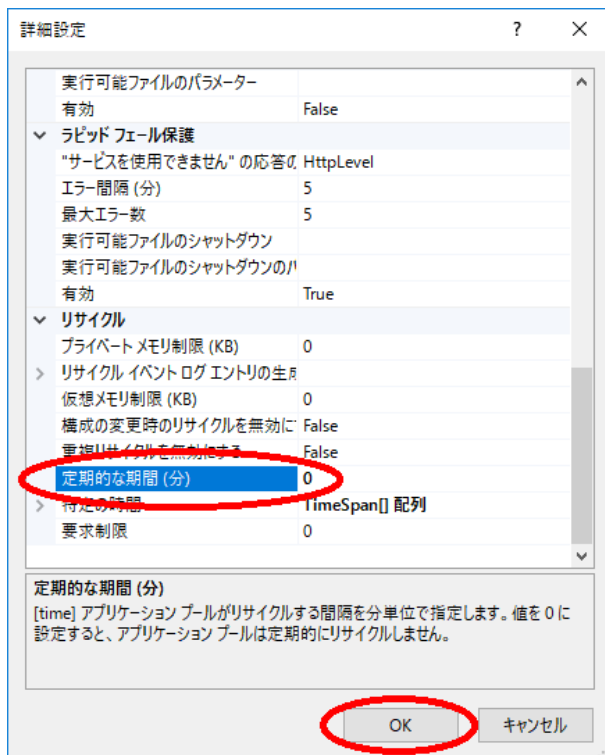 詳細設定 ?
実行可能ファイルのパラメーター
有効 False
ラピッド フェール保護
"サービスを使用できません" の応答の HttpLevel
エラー間隔 (分) 5
最大エラー数 5
実行可能ファイルのシャットダウン
実行可能ファイルのシャットダウンのパ
有効 True
リサイクル
プライベート メモリ制限 (KB) 0
リサイクル イベント ログ エントリの生成
仮想メモリ制限 (KB) 0
構成の変更時のリサイクルを無効に False
重複リサイクルを無効にする False
定期的な期間 (分) 0
特定の時間 TimeSpan[] 配列
要求制限 0
定期的な期間 (分)
[time] アプリケーション プールがリサイクルする間隔を分単位で指定します。値を 0 に
設定すると、アプリケーション プールは定期的にリサイクルしません。
OK キャンセル